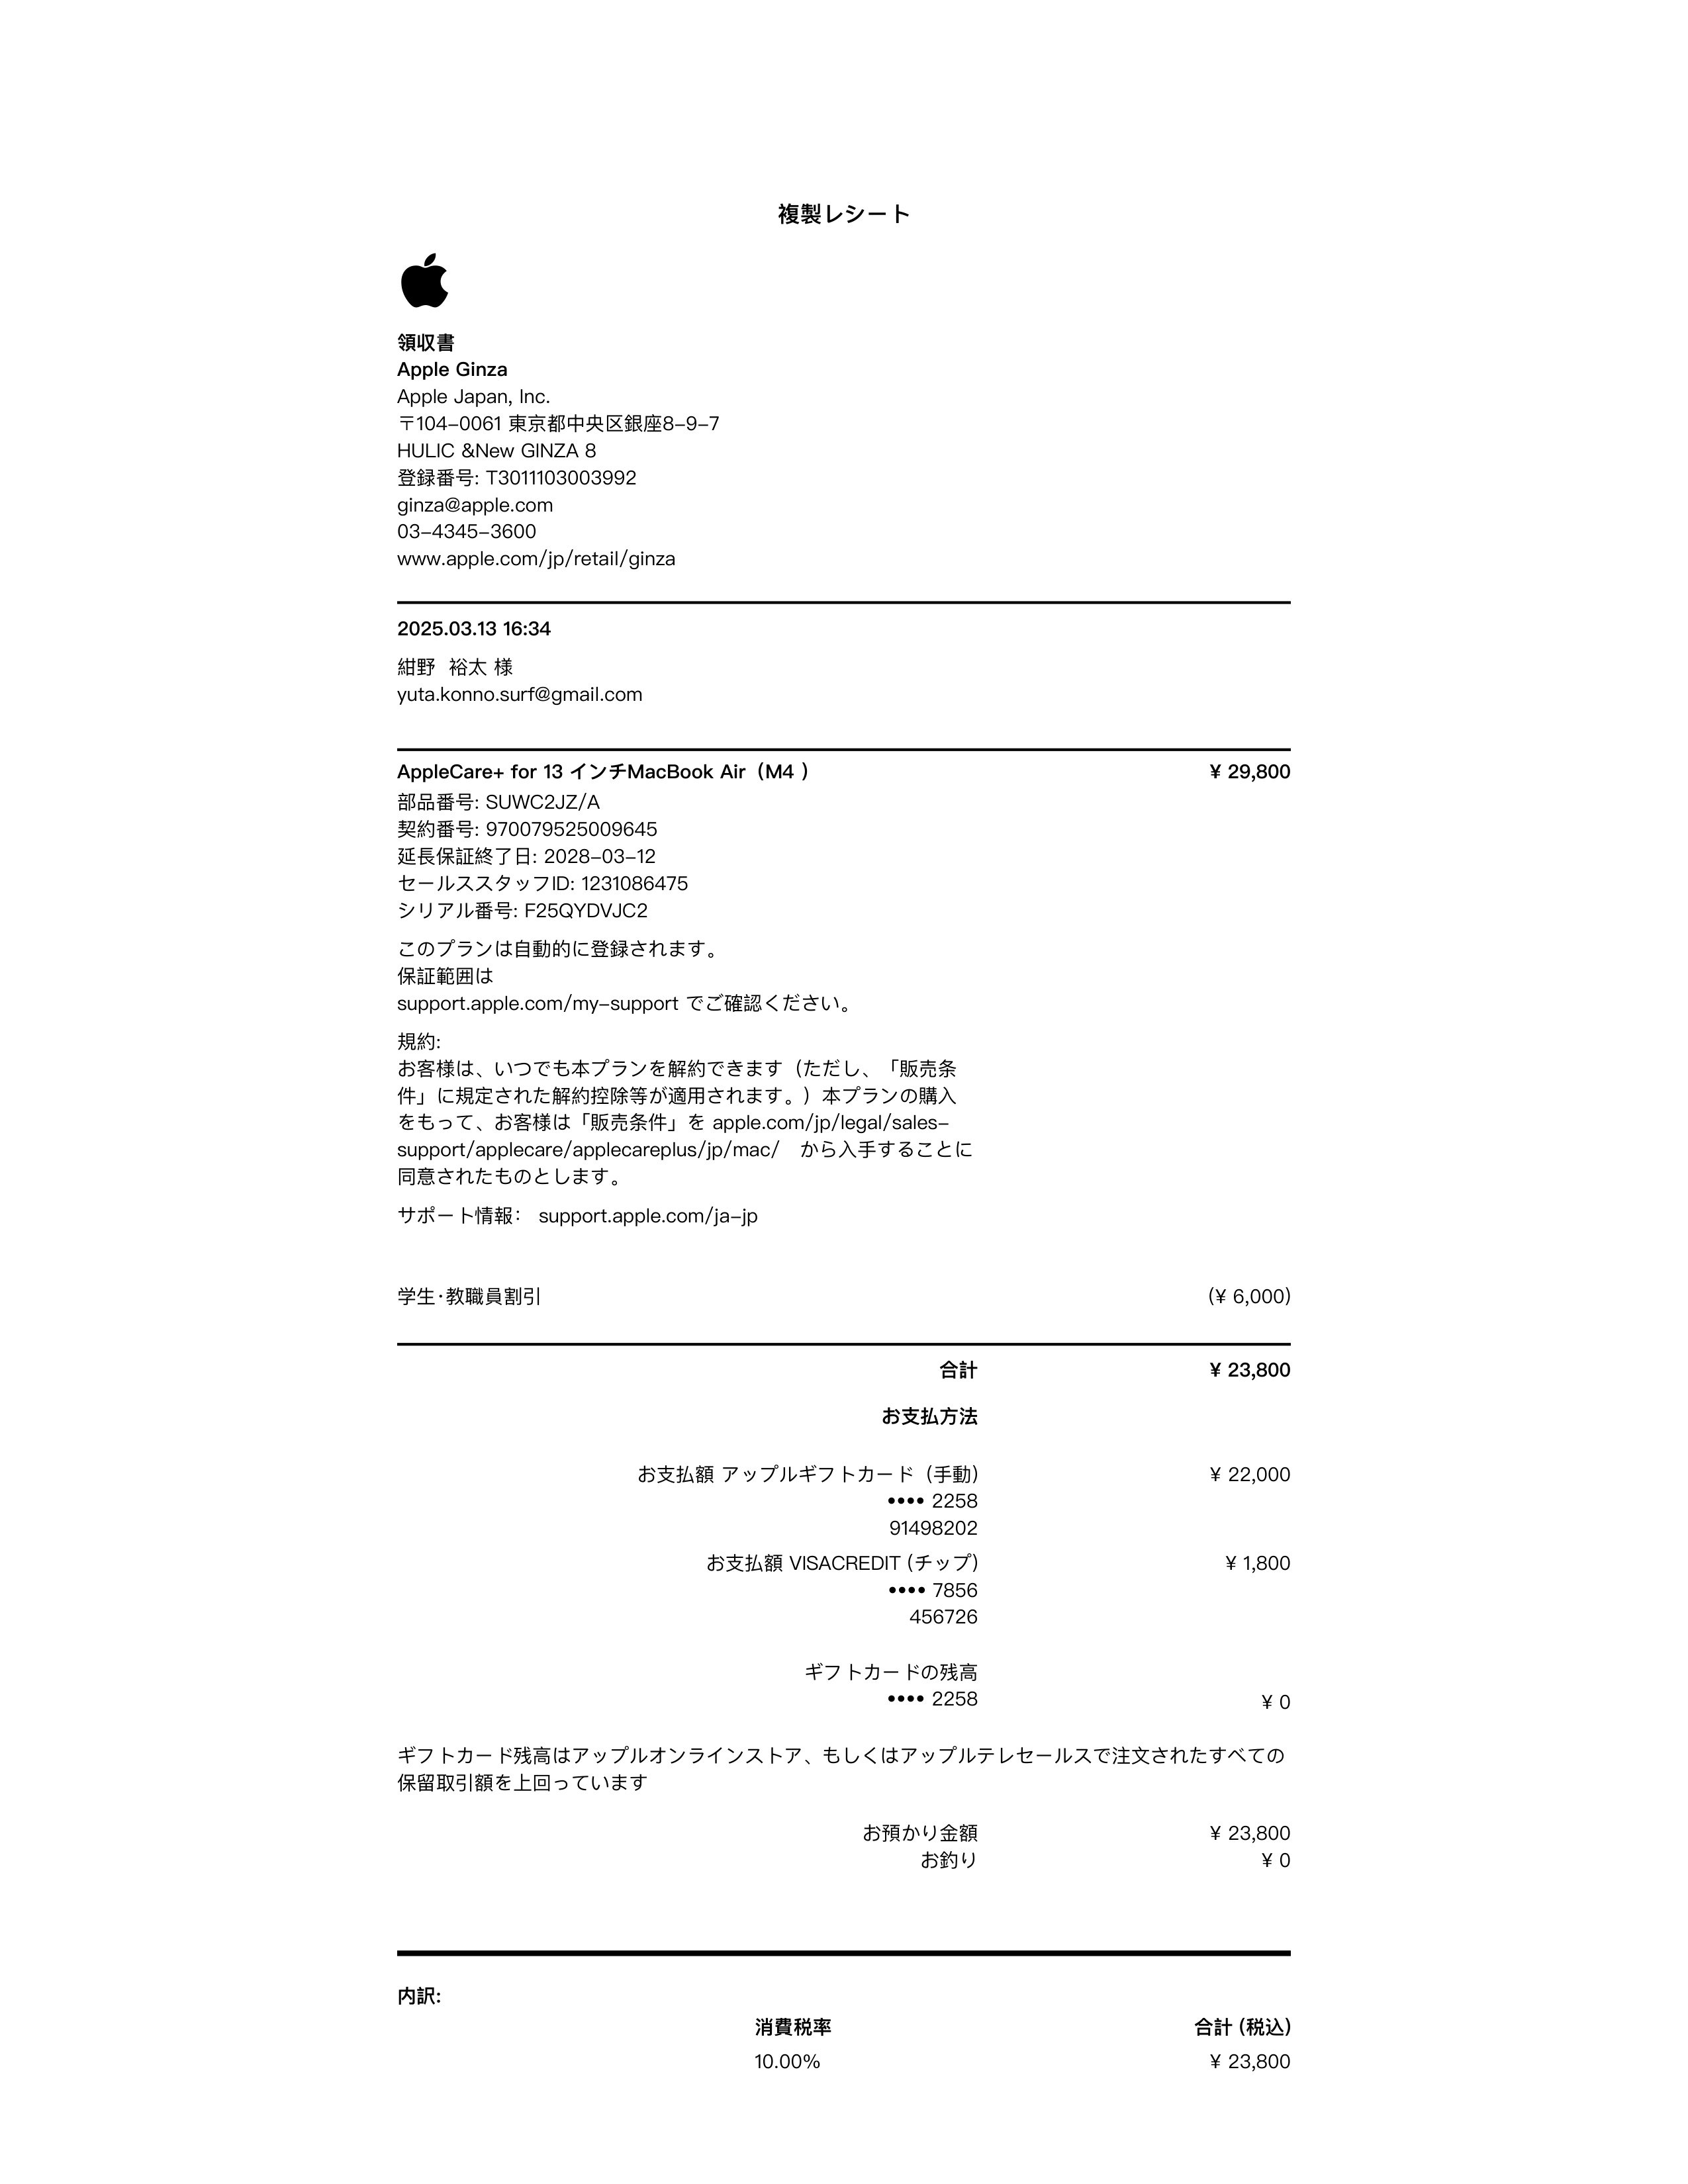 複製レシート
領収書
Apple Ginza
Apple Japan, Inc.
〒104-0061 東京都中央区銀座8-9-7
HULIC &New GINZA 8
登録番号: T3011103003992
ginza@apple.com
03-4345-3600
www.apple.com/jp/retail/ginza
2025.03.13 16:34
紺野 裕太 様
yuta.konno.surf@gmail.com
AppleCare+ for 13 インチMacBook Air（M4 ） ¥ 29,800
部品番号: SUWC2JZ/A
契約番号: 970079525009645
延長保証終了日: 2028-03-12
セールススタッフID: 1231086475
シリアル番号: F25QYDVJC2
このプランは自動的に登録されます。
保証範囲は
support.apple.com/my-support でご確認ください。
規約:
お客様は、いつでも本プランを解約できます（ただし、「販売条
件」に規定された解約控除等が適用されます。）本プランの購入
をもって、お客様は「販売条件」を apple.com/jp/legal/sales-
support/applecare/applecareplus/jp/mac/　から入手することに
同意されたものとします。
サポート情報： support.apple.com/ja-jp
学生·教職員割引 (¥ 6,000)
合計 ¥ 23,800
お支払方法
お支払額 アップルギフトカード（手動） ¥ 22,000
•••• 2258
91498202
お支払額 VISACREDIT (チップ) ¥ 1,800
•••• 7856
456726
ギフトカードの残高
•••• 2258 ¥ 0
ギフトカード残高はアップルオンラインストア、もしくはアップルテレセールスで注文されたすべての
保留取引額を上回っています
お預かり金額 ¥ 23,800
お釣り ¥ 0
内訳:
消費税率 合計 (税込)
10.00% ¥ 23,800